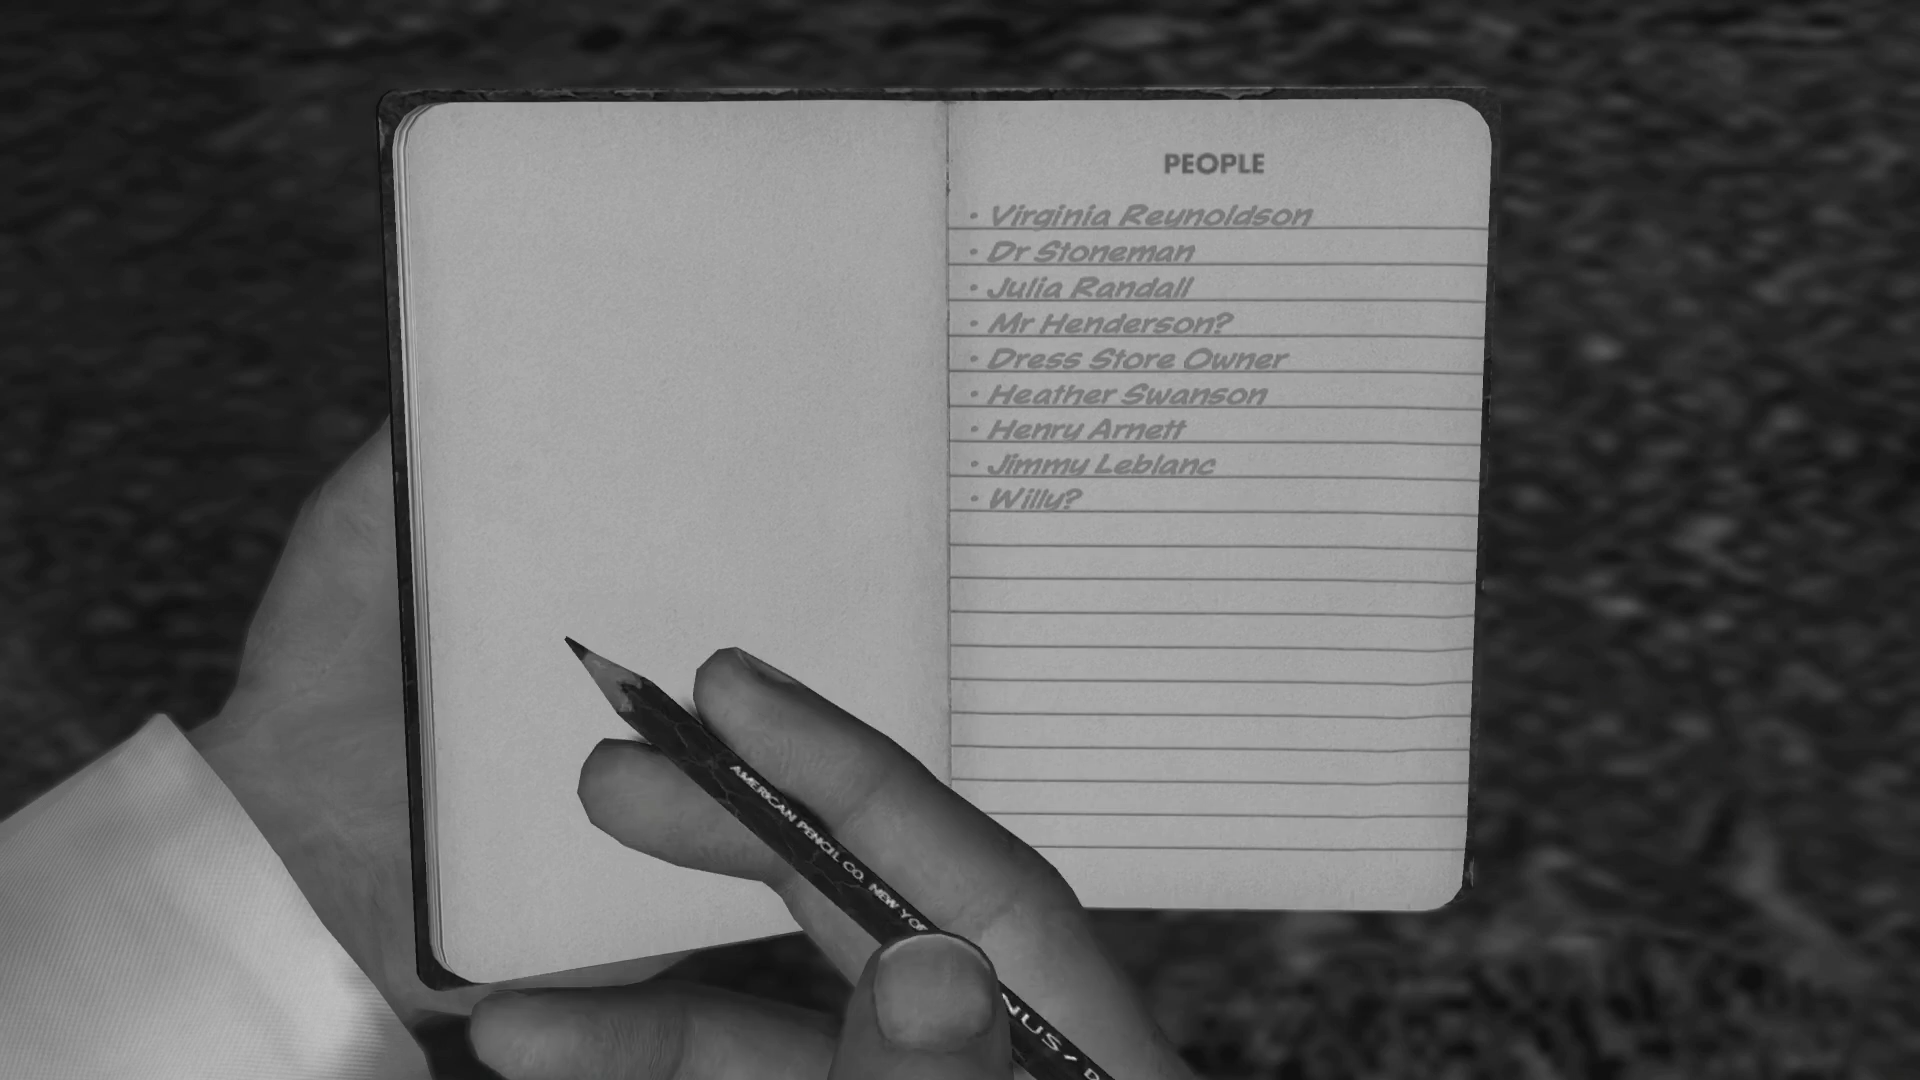 PEOPLE
• Virginia Reynoldson
• Dr Stoneman
• Julia Randall
• Mr Henderson?
• Dress Store Owner
• Heather Swanson
• Henry Arnett
• Jimmy Leblanc
• Willy?
AMERICAN PENCIL CO. NEW YOR
NUS / D